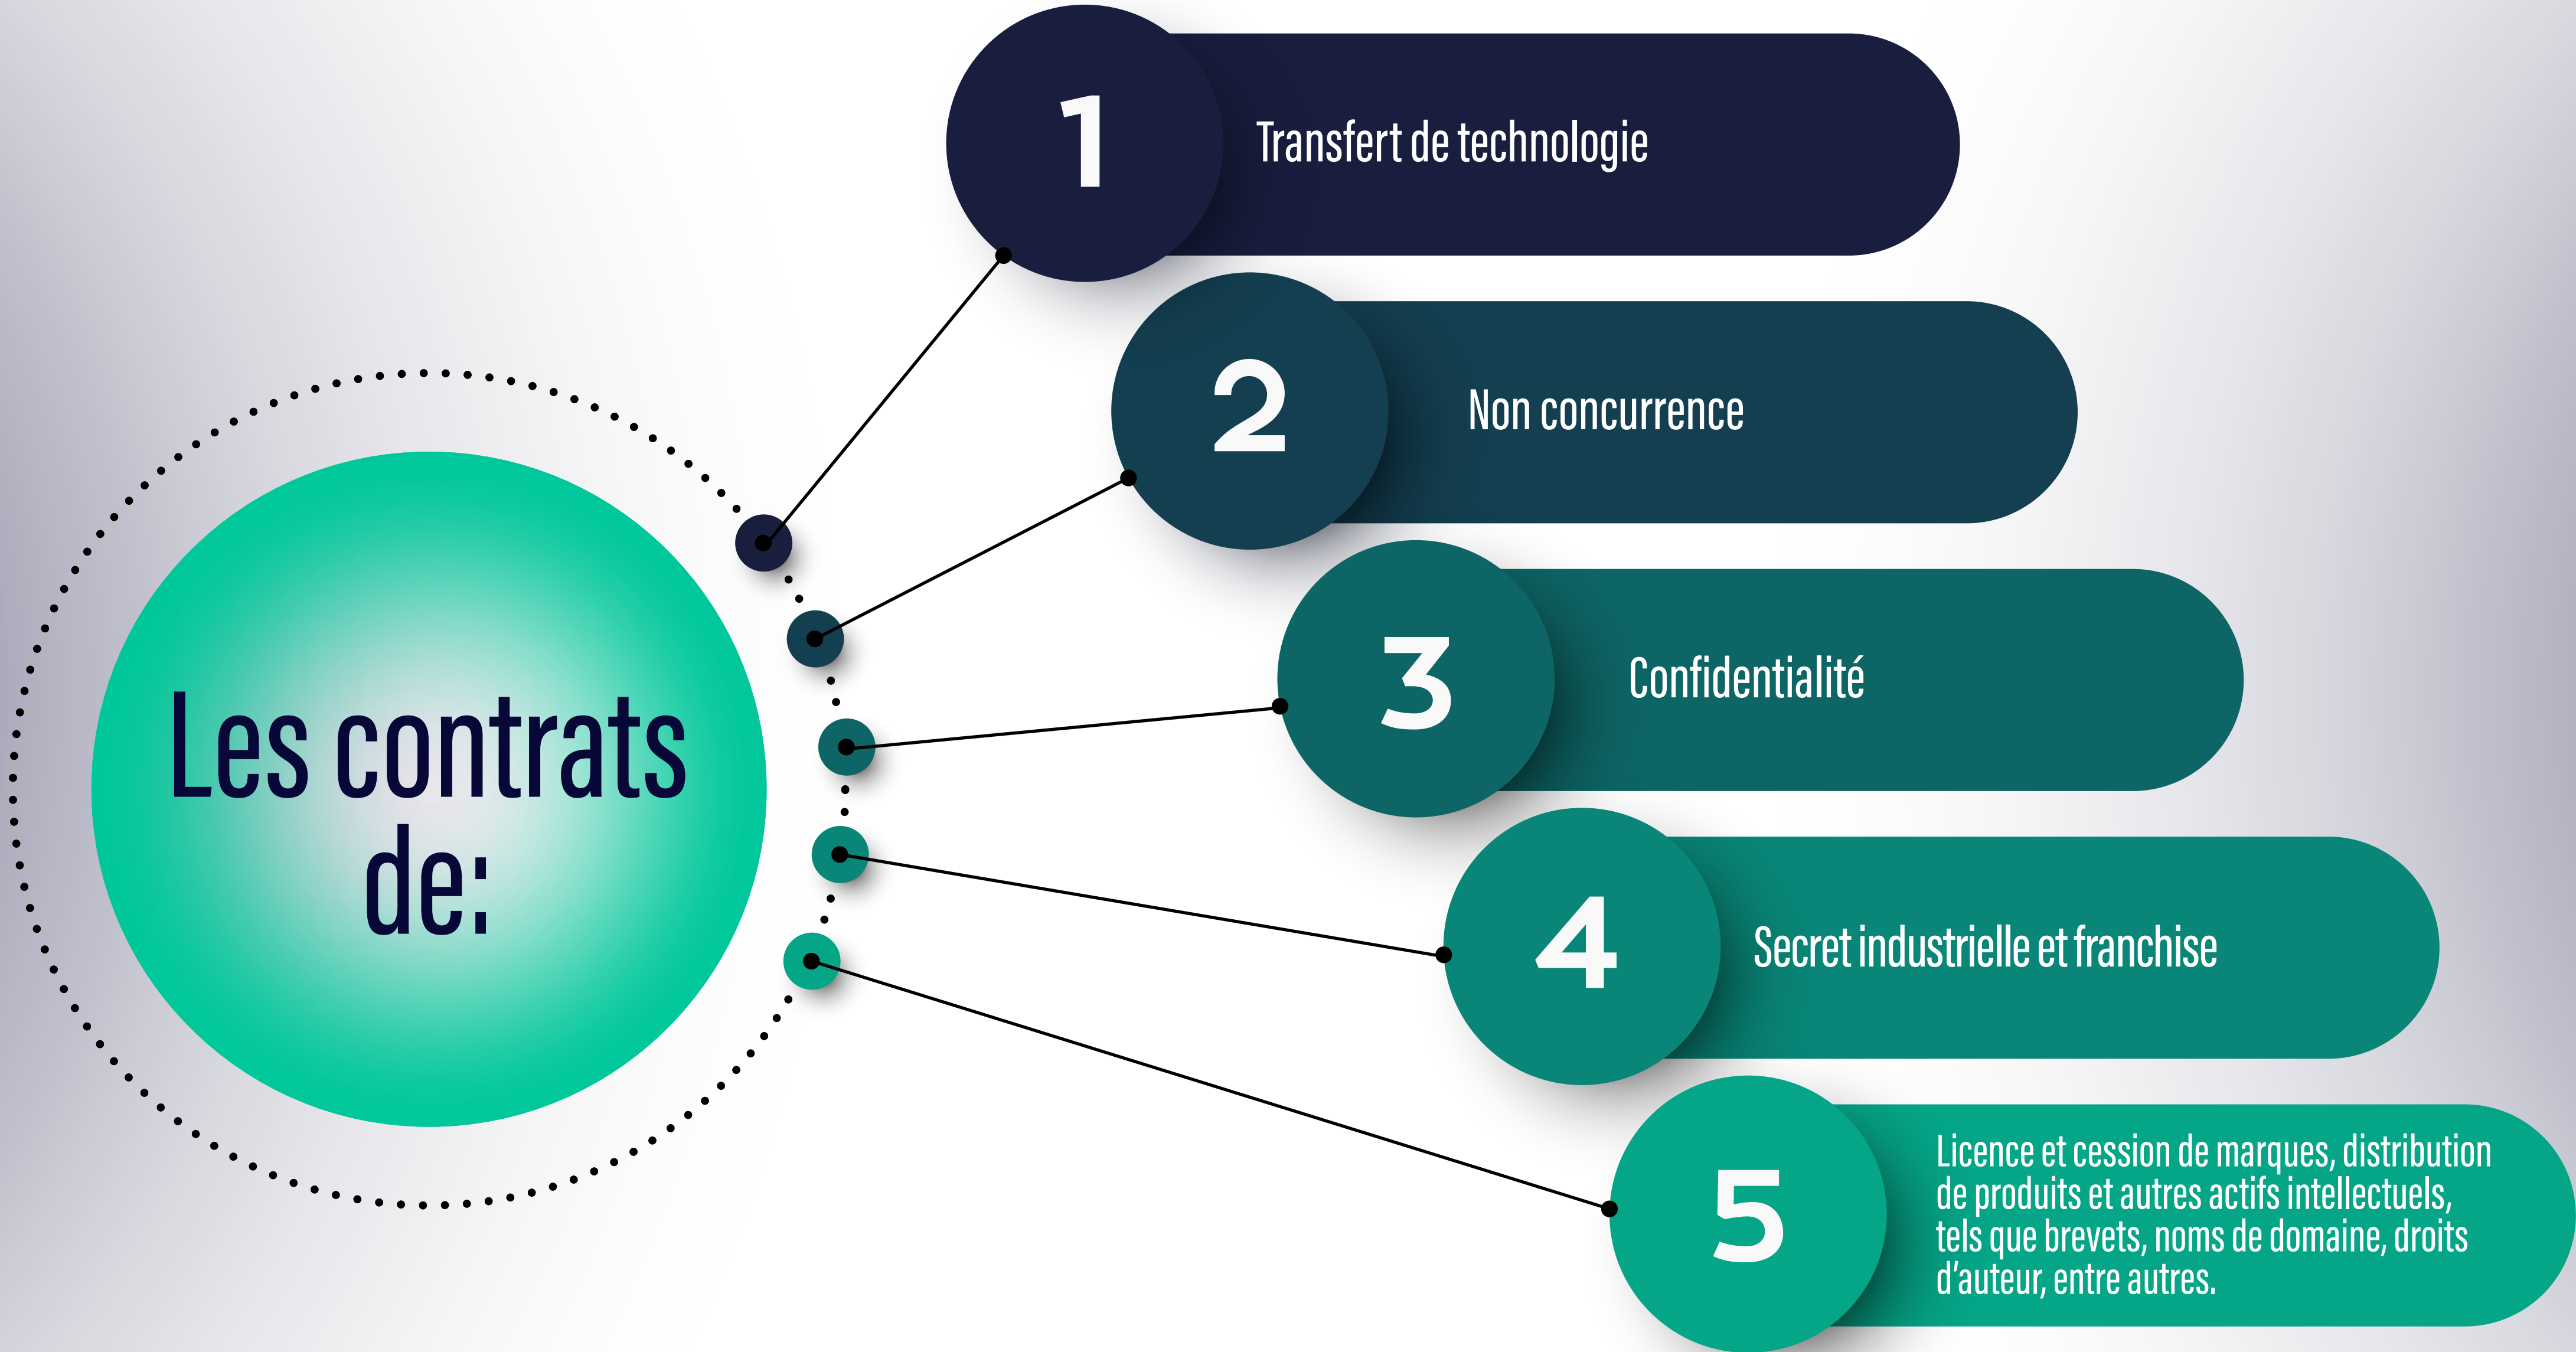 Les contrats
de:
1
Transfert de technologie
2
Non concurrence
3
Confidentialité
4
Secret industrielle et franchise
5
Licence et cession de marques, distribution
de produits et autres actifs intellectuels,
tels que brevets, noms de domaine, droits
d’auteur, entre autres.